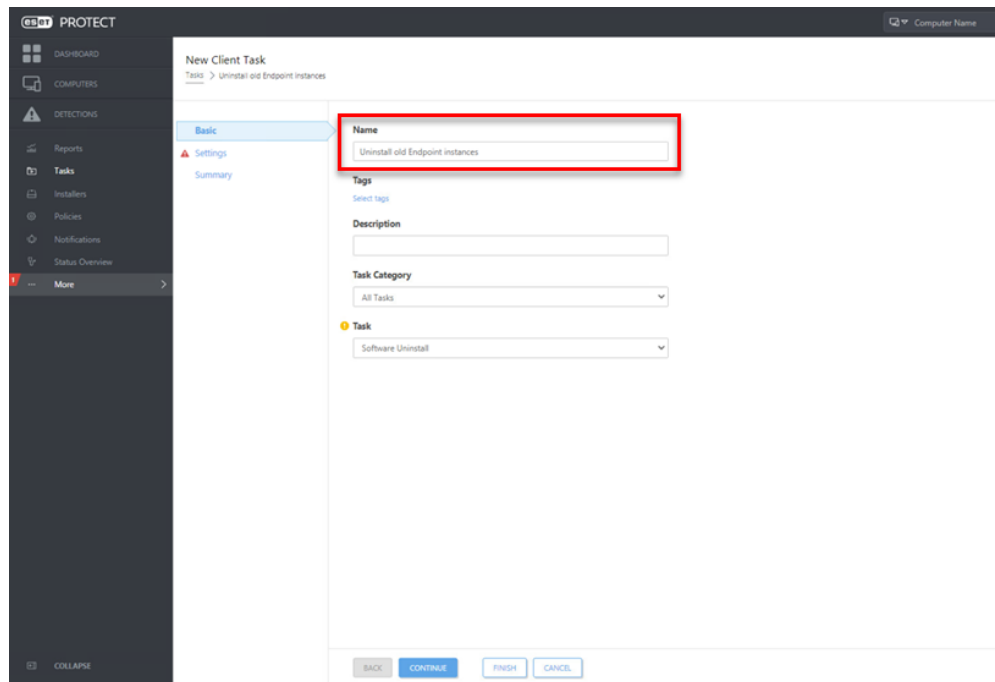 eset PROTECT
Computer Name
DASHBOARD
COMPUTERS
DETECTIONS
Reports
Tasks
Installers
Policies
Notifications
Status Overview
! ... More
COLLAPSE
New Client Task
Tasks > Uninstall old Endpoint instances
Basic
Settings
Summary
Name
Uninstall old Endpoint instances
Tags
Select tags
Description
Task Category
All Tasks
Task
Software Uninstall
BACK CONTINUE FINISH CANCEL